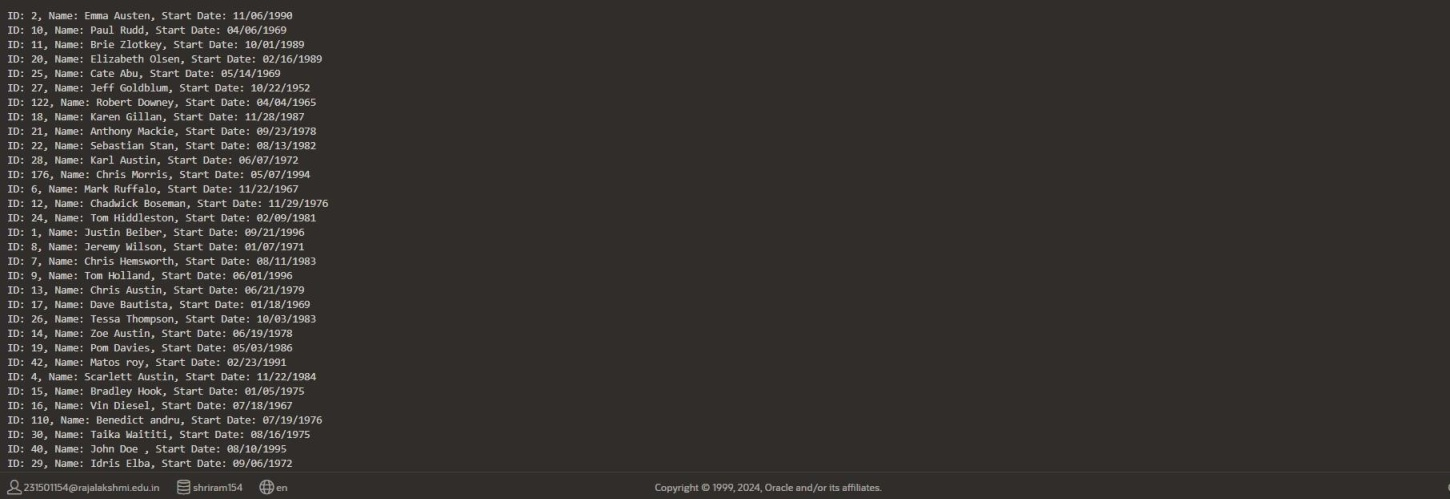 ID: 2, Name: Emma Austen, Start Date: 11/06/1990
ID: 10, Name: Paul Rudd, Start Date: 04/06/1969
ID: 11, Name: Brie Zlotkey, Start Date: 10/01/1989
ID: 20, Name: Elizabeth Olsen, Start Date: 02/16/1989
ID: 25, Name: Cate Abu, Start Date: 05/14/1969
ID: 27, Name: Jeff Goldblum, Start Date: 10/22/1952
ID: 122, Name: Robert Downey, Start Date: 04/04/1965
ID: 18, Name: Karen Gillan, Start Date: 11/28/1987
ID: 21, Name: Anthony Mackie, Start Date: 09/23/1978
ID: 22, Name: Sebastian Stan, Start Date: 08/13/1982
ID: 28, Name: Karl Austin, Start Date: 06/07/1972
ID: 176, Name: Chris Morris, Start Date: 05/07/1994
ID: 6, Name: Mark Ruffalo, Start Date: 11/22/1967
ID: 12, Name: Chadwick Boseman, Start Date: 11/29/1976
ID: 24, Name: Tom Hiddleston, Start Date: 02/09/1981
ID: 1, Name: Justin Beiber, Start Date: 09/21/1996
ID: 8, Name: Jeremy Wilson, Start Date: 01/07/1971
ID: 7, Name: Chris Hemsworth, Start Date: 08/11/1983
ID: 9, Name: Tom Holland, Start Date: 06/01/1996
ID: 13, Name: Chris Austin, Start Date: 06/21/1979
ID: 17, Name: Dave Bautista, Start Date: 01/18/1969
ID: 26, Name: Tessa Thompson, Start Date: 10/03/1983
ID: 14, Name: Zoe Austin, Start Date: 06/19/1978
ID: 19, Name: Pom Davies, Start Date: 05/03/1986
ID: 42, Name: Matos roy, Start Date: 02/23/1991
ID: 4, Name: Scarlett Austin, Start Date: 11/22/1984
ID: 15, Name: Bradley Hook, Start Date: 01/05/1975
ID: 16, Name: Vin Diesel, Start Date: 07/18/1967
ID: 110, Name: Benedict andru, Start Date: 07/19/1976
ID: 30, Name: Taika Waititi, Start Date: 08/16/1975
ID: 40, Name: John Doe , Start Date: 08/10/1995
ID: 29, Name: Idris Elba, Start Date: 09/06/1972
231501154@rajalakshmi.edu.in shriram154 en Copyright © 1999, 2024, Oracle and/or its affiliates.